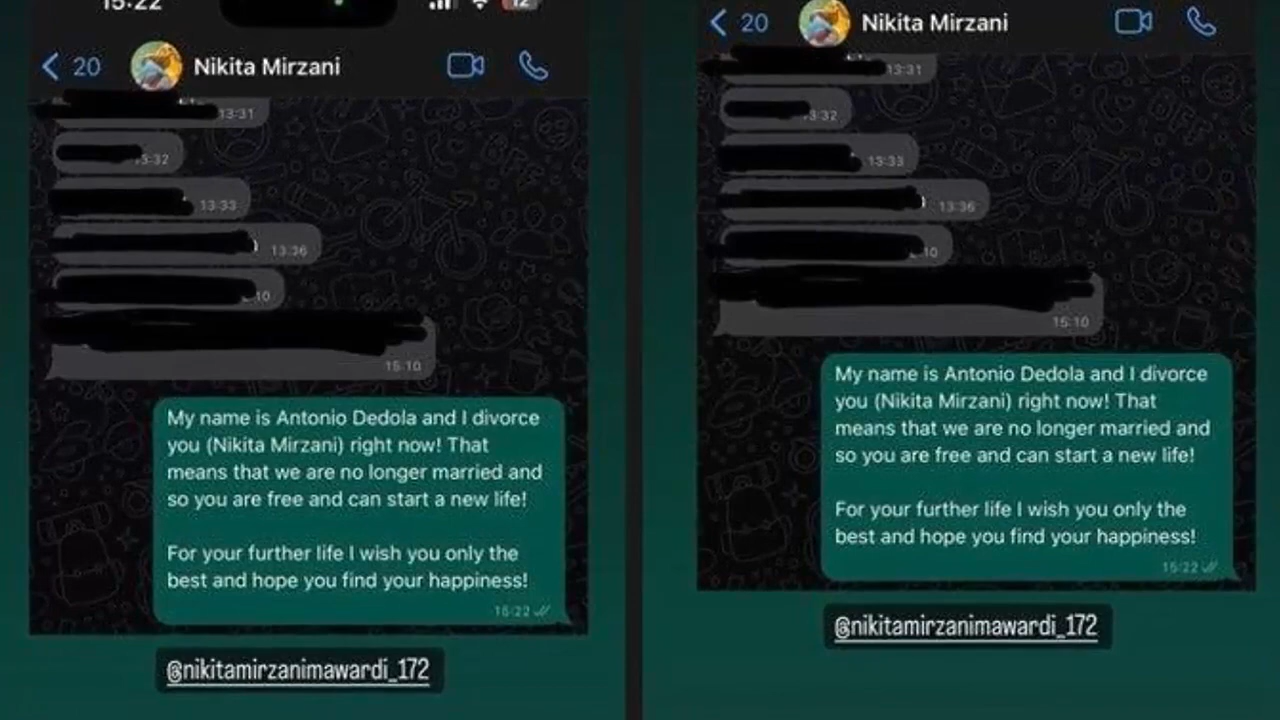 15:22
12
20
Nikita Mirzani
13:31
13:32
13:33
13:36
15:10
My name is Antonio Dedola and I divorce
you (Nikita Mirzani) right now! That
means that we are no longer married and
so you are free and can start a new life!
For your further life I wish you only the
best and hope you find your happiness!
15:22
@nikitamirzanimawardi_172
20
Nikita Mirzani
13:31
13:32
13:33
13:36
15:10
My name is Antonio Dedola and I divorce
you (Nikita Mirzani) right now! That
means that we are no longer married and
so you are free and can start a new life!
For your further life I wish you only the
best and hope you find your happiness!
15:22
@nikitamirzanimawardi_172